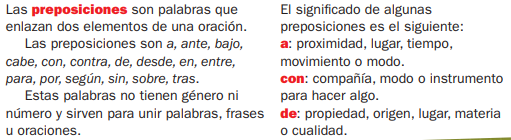 Las preposiciones son palabras que
enlazan dos elementos de una oración.
Las preposiciones son a, ante, bajo,
cabe, con, contra, de, desde, en, entre,
para, por, según, sin, sobre, tras.
Estas palabras no tienen género ni
número y sirven para unir palabras, frases
u oraciones.
El significado de algunas
preposiciones es el siguiente:
a: proximidad, lugar, tiempo,
movimiento o modo.
con: compañía, modo o instrumento
para hacer algo.
de: propiedad, origen, lugar, materia
o cualidad.